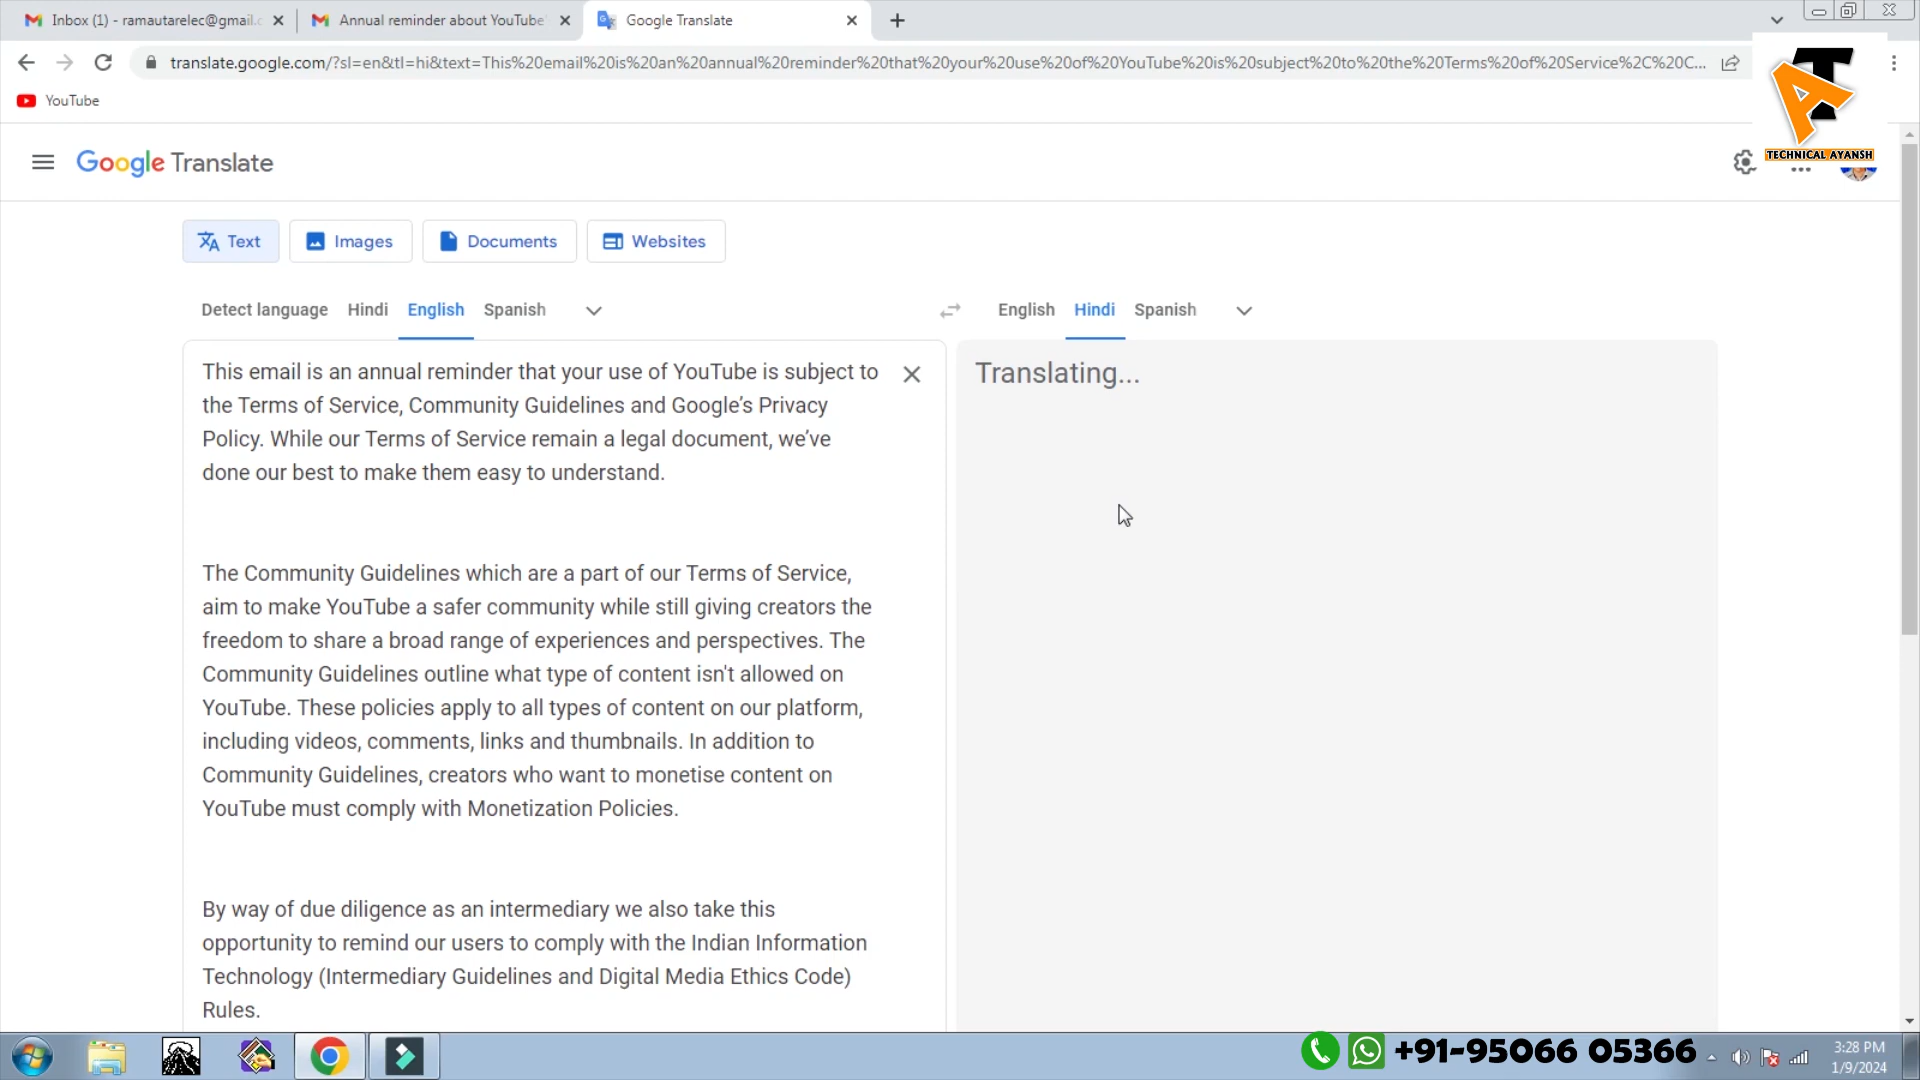 Inbox (1) - ramautarelec@gmail.c
Annual reminder about YouTube'
Google Translate
translate.google.com/?sl=en&tl=hi&text=This%20email%20is%20an%20annual%20reminder%20that%20your%20use%20of%20YouTube%20is%20subject%20to%20the%20Terms%20of%20Service%2C%20C...
YouTube
AT
TECHNICAL AYANSH
Google Translate
Text
Images
Documents
Websites
Detect language
Hindi
English
Spanish
English
Hindi
Spanish
This email is an annual reminder that your use of YouTube is subject to
the Terms of Service, Community Guidelines and Google’s Privacy
Policy. While our Terms of Service remain a legal document, we’ve
done our best to make them easy to understand.
The Community Guidelines which are a part of our Terms of Service,
aim to make YouTube a safer community while still giving creators the
freedom to share a broad range of experiences and perspectives. The
Community Guidelines outline what type of content isn't allowed on
YouTube. These policies apply to all types of content on our platform,
including videos, comments, links and thumbnails. In addition to
Community Guidelines, creators who want to monetise content on
YouTube must comply with Monetization Policies.
By way of due diligence as an intermediary we also take this
opportunity to remind our users to comply with the Indian Information
Technology (Intermediary Guidelines and Digital Media Ethics Code)
Rules.
Translating...
+91-95066 05366
3:28 PM
1/9/2024